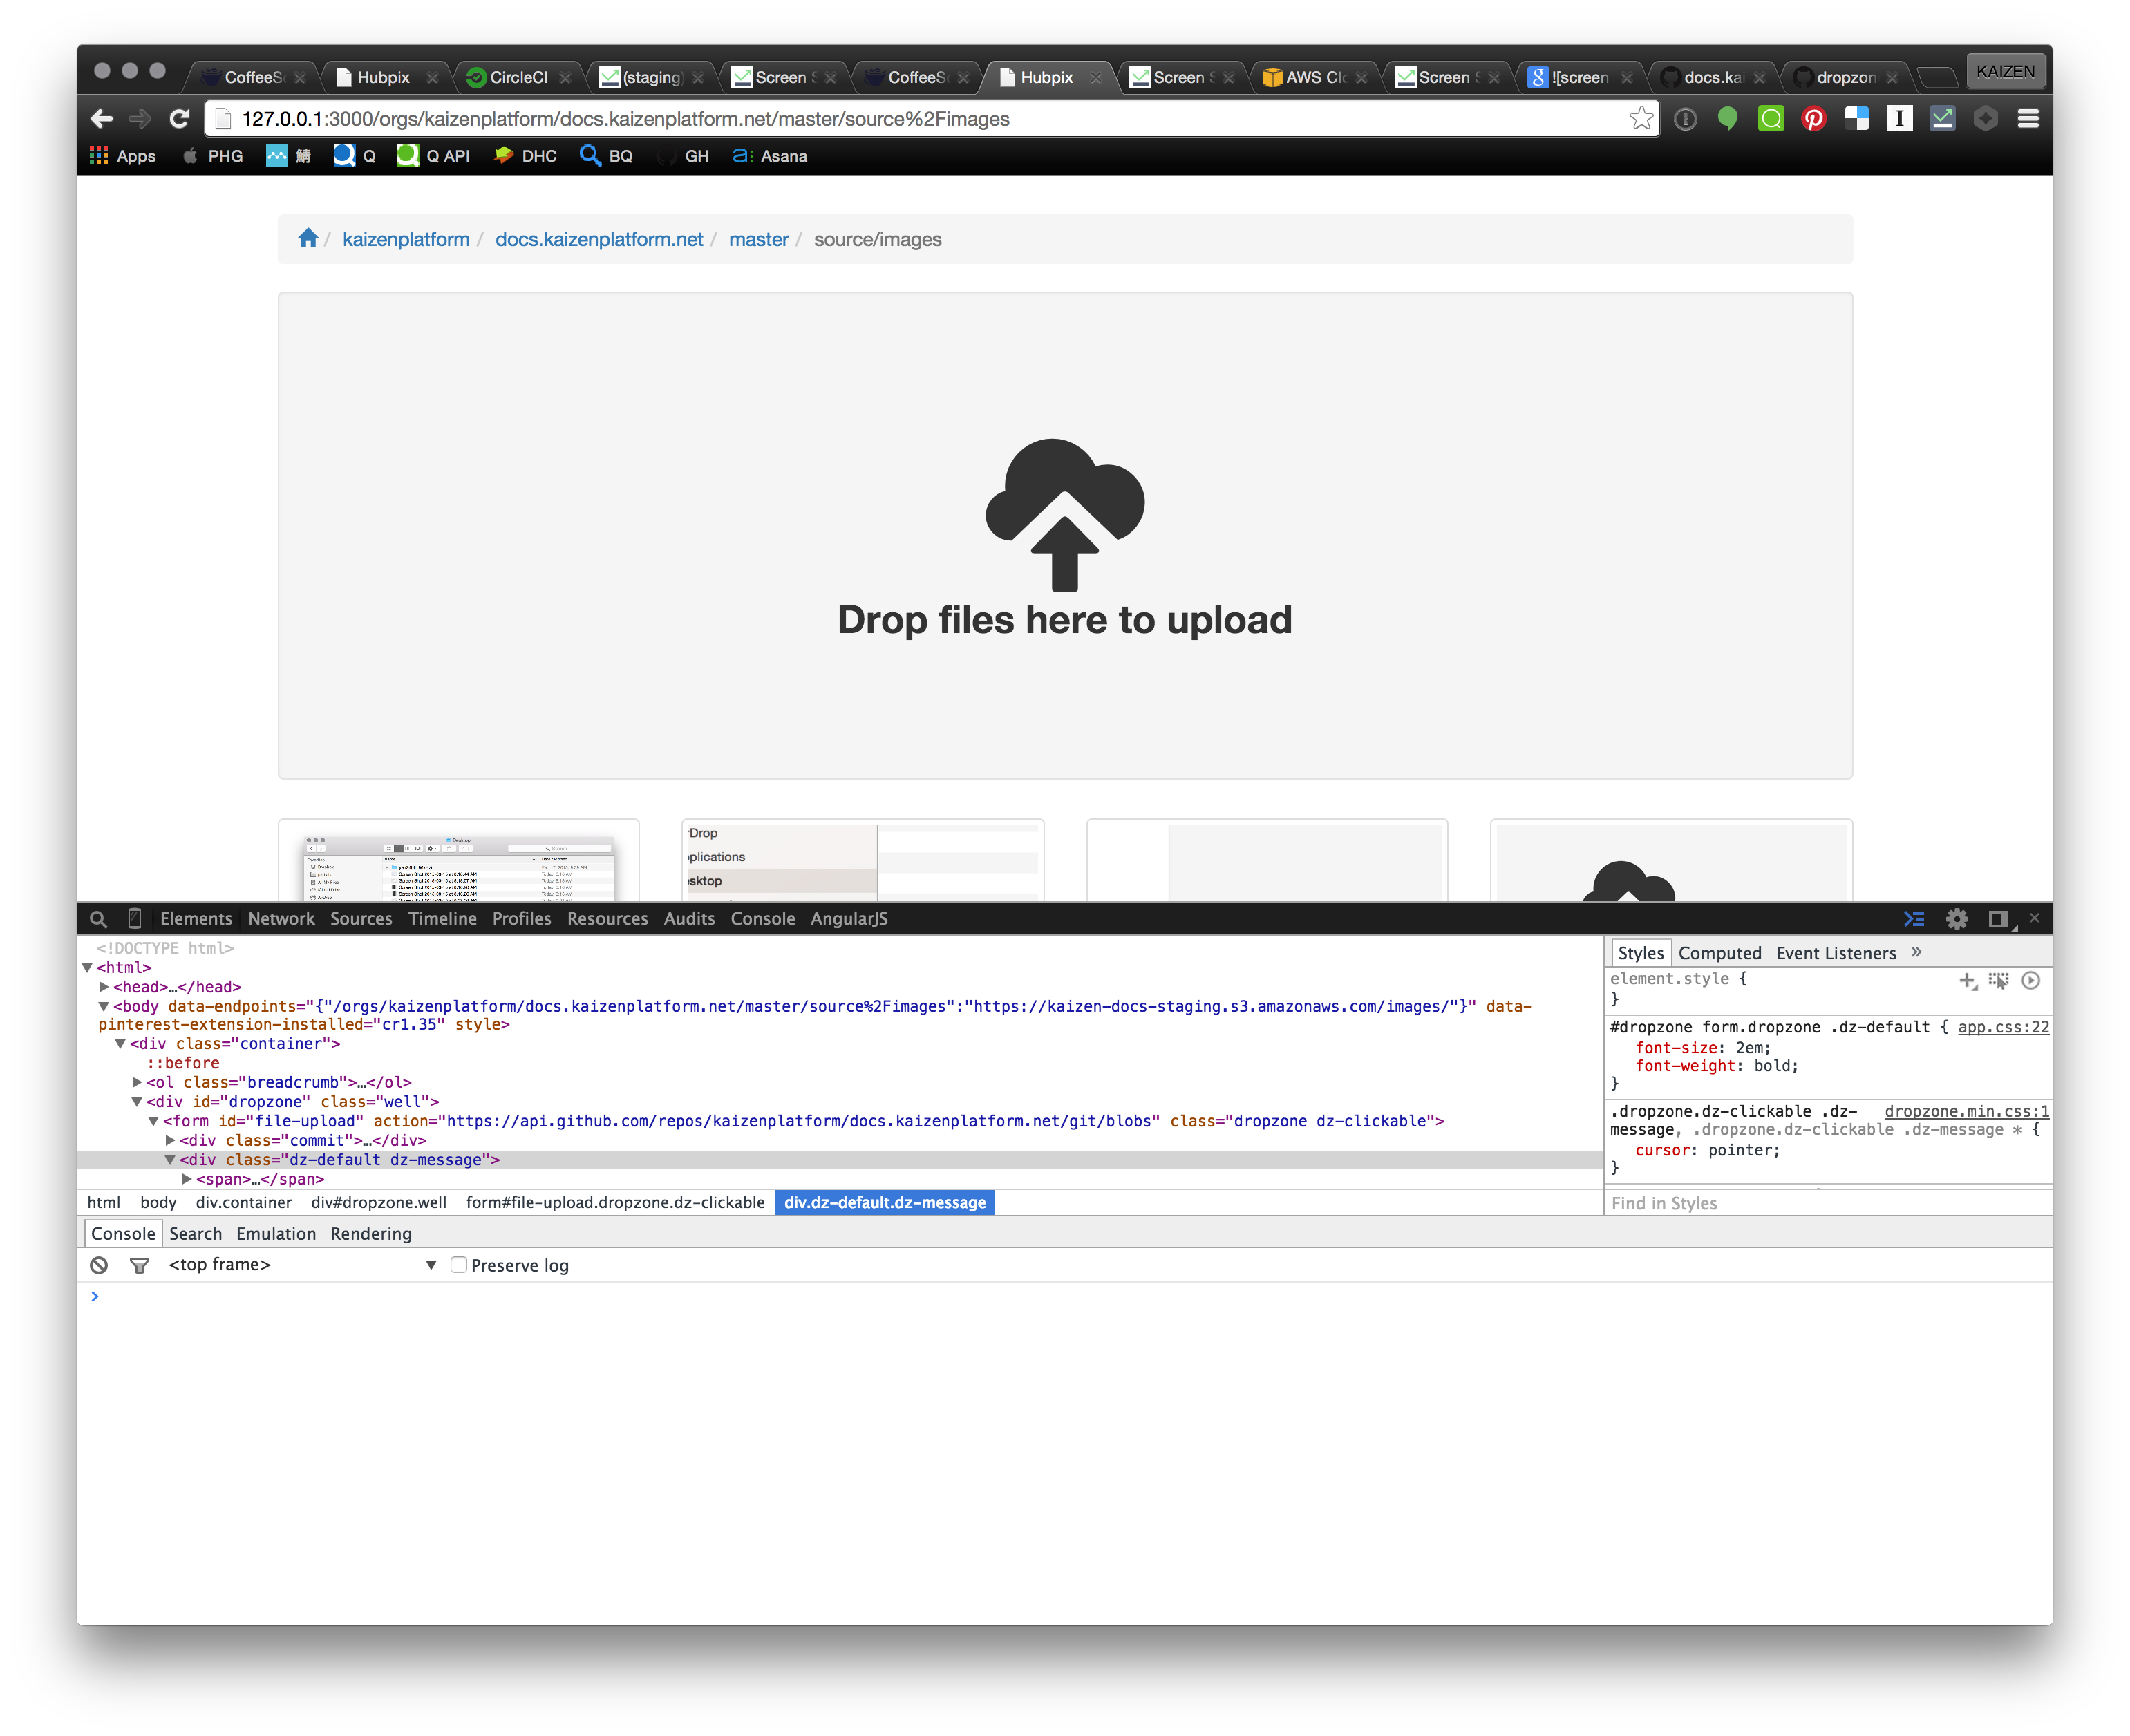 CoffeeSc Hubpix CircleCI (staging) Screen S CoffeeSc Hubpix Screen S AWS Clo Screen S ![screen docs.kai dropzon KAIZEN
127.0.0.1:3000/orgs/kaizenplatform/docs.kaizenplatform.net/master/source%2Fimages
Apps PHG 鯖 Q Q API DHC BQ GH Asana
/ kaizenplatform / docs.kaizenplatform.net / master / source/images
Drop files here to upload
Desktop
rDrop
pplications
esktop
Elements Network Sources Timeline Profiles Resources Audits Console AngularJS
<!DOCTYPE html>
<html>
<head>…</head>
<body data-endpoints="{"/orgs/kaizenplatform/docs.kaizenplatform.net/master/source%2Fimages":"https://kaizen-docs-staging.s3.amazonaws.com/images/"}" data-
pinterest-extension-installed="cr1.35" style>
<div class="container">
::before
<ol class="breadcrumb">…</ol>
<div id="dropzone" class="well">
<form id="file-upload" action="https://api.github.com/repos/kaizenplatform/docs.kaizenplatform.net/git/blobs" class="dropzone dz-clickable">
<div class="commit">…</div>
<div class="dz-default dz-message">
<span>…</span>
html body div.container div#dropzone.well form#file-upload.dropzone.dz-clickable div.dz-default.dz-message
Styles Computed Event Listeners »
element.style {
}
#dropzone form.dropzone .dz-default { app.css:22
font-size: 2em;
font-weight: bold;
}
.dropzone.dz-clickable .dz- dropzone.min.css:1
message, .dropzone.dz-clickable .dz-message * {
cursor: pointer;
}
Find in Styles
Console Search Emulation Rendering
<top frame> Preserve log
>